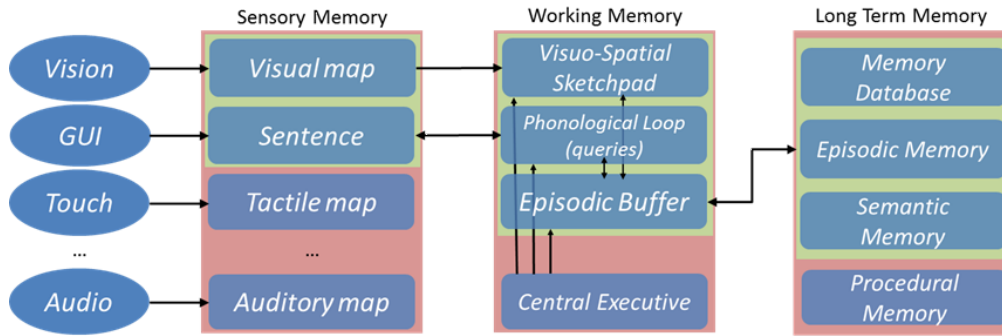 Sensory Memory
Working Memory
Long Term Memory
Vision
Visual map
Visuo-Spatial
Sketchpad
Memory
Database
GUI
Sentence
Phonological Loop
(queries)
Episodic Memory
Touch
Tactile map
Episodic Buffer
Semantic
Memory
...
...
Audio
Auditory map
Central Executive
Procedural
Memory